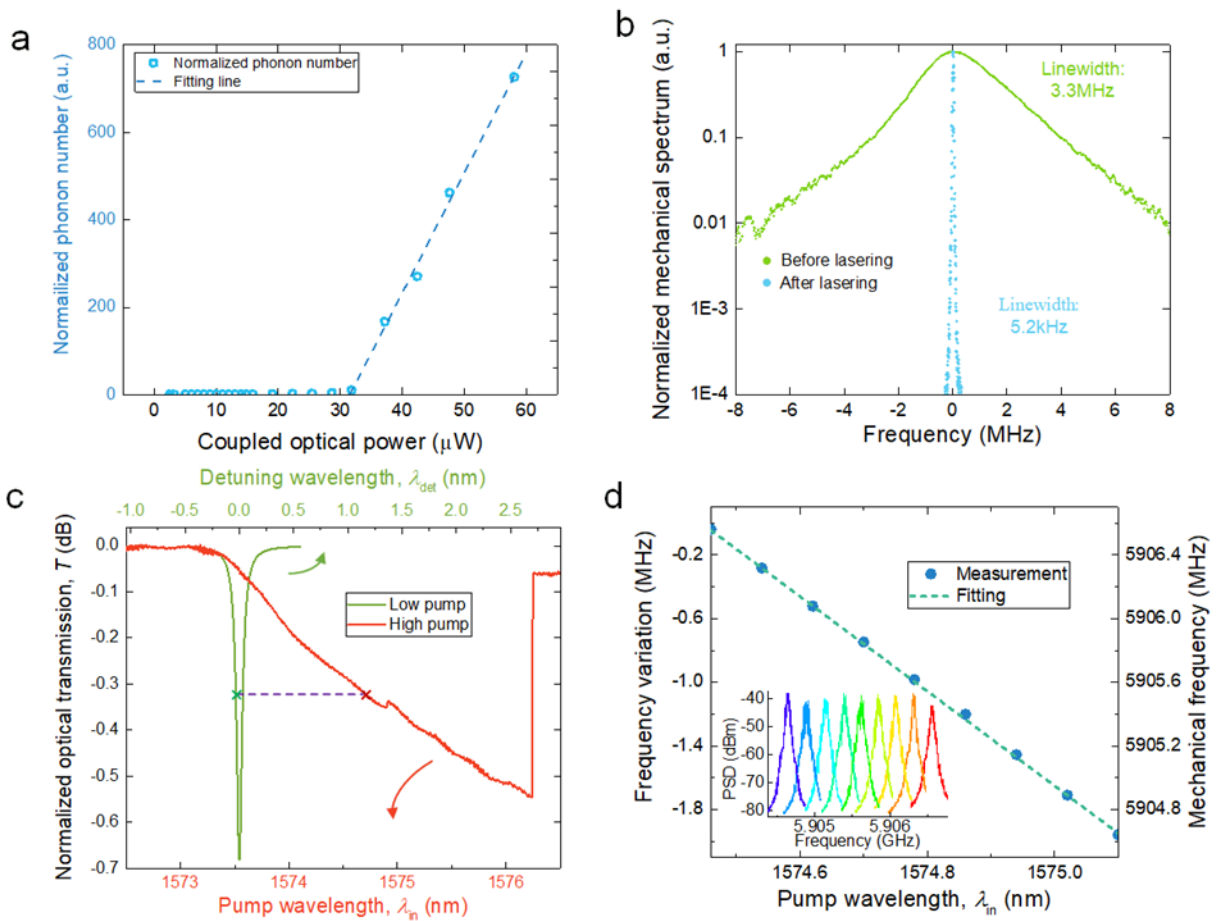 a
800
600
400
200
0
Normailized phonon number (a.u.)
Normalized phonon number
Fitting line
0 10 20 30 40 50 60
Coupled optical power (μW)
b
1
0.1
0.01
1E-3
1E-4
Normalized mechanical spectrum (a.u.)
Linewidth:
3.3MHz
Before lasering
After lasering
Linewidth:
5.2kHz
-8 -6 -4 -2 0 2 4 6 8
Frequency (MHz)
c
Detuning wavelength, λdet (nm)
-1.0 -0.5 0.0 0.5 1.0 1.5 2.0 2.5
0.0
-0.1
-0.2
-0.3
-0.4
-0.5
-0.6
-0.7
Normalized optical transmission, T (dB)
Low pump
High pump
1573 1574 1575 1576
Pump wavelength, λin (nm)
d
-0.2
-0.6
-1.0
-1.4
-1.8
Frequency variation (MHz)
Measurement
Fitting
5906.4
5906.0
5905.6
5905.2
5904.8
Mechanical frequency (MHz)
-40
-50
-60
-70
-80
PSD (dBm)
5.905 5.906
Frequency (GHz)
1574.6 1574.8 1575.0
Pump wavelength, λin (nm)